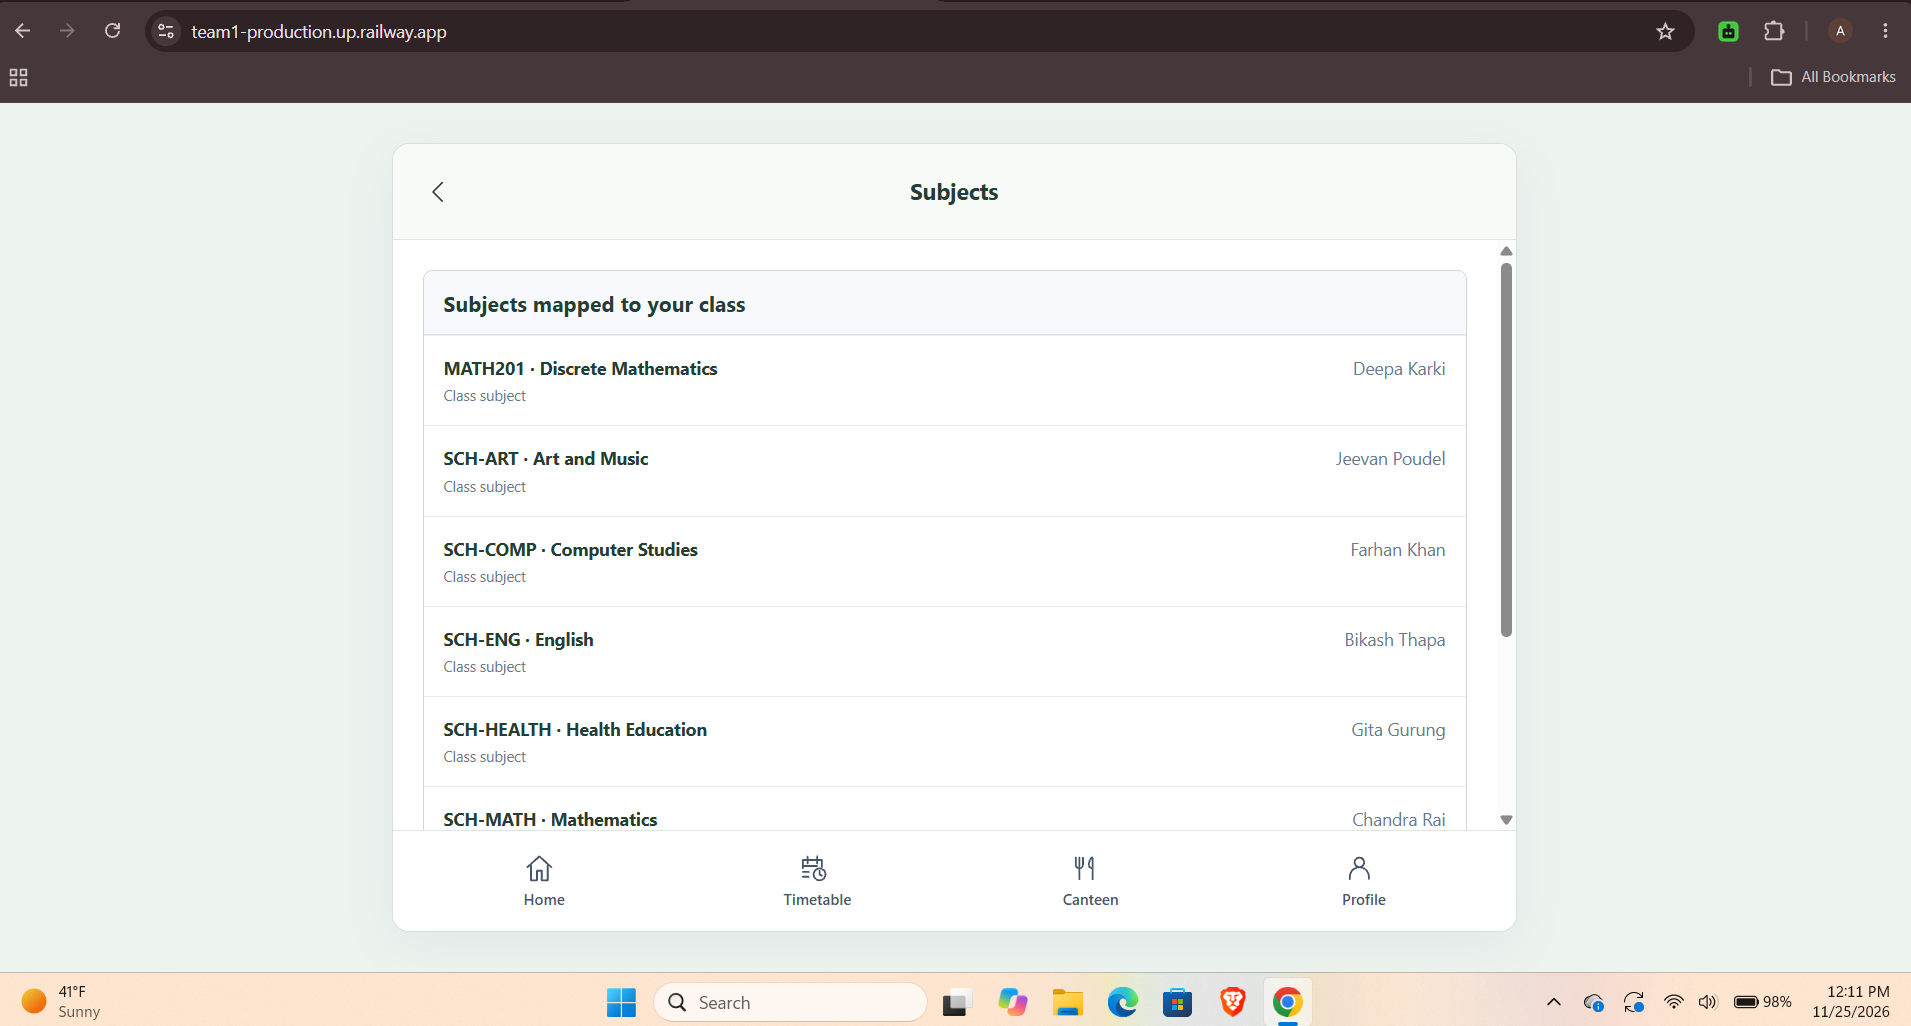 team1-production.up.railway.app
A
All Bookmarks
Subjects
Subjects mapped to your class
MATH201 · Discrete Mathematics
Deepa Karki
Class subject
SCH-ART · Art and Music
Jeevan Poudel
Class subject
SCH-COMP · Computer Studies
Farhan Khan
Class subject
SCH-ENG · English
Bikash Thapa
Class subject
SCH-HEALTH · Health Education
Gita Gurung
Class subject
SCH-MATH · Mathematics
Chandra Rai
Home
Timetable
Canteen
Profile
41°F
Sunny
Search
98%
12:11 PM
11/25/2026